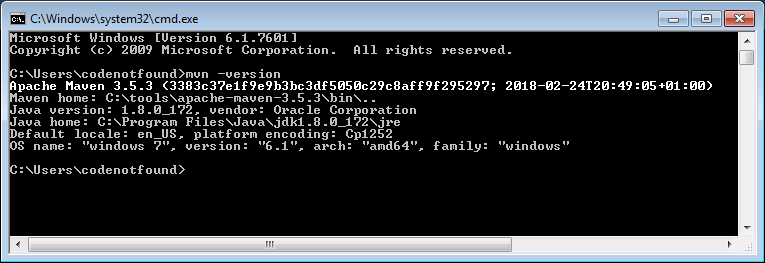 C:\Windows\system32\cmd.exe
Microsoft Windows [Version 6.1.7601]
Copyright (c) 2009 Microsoft Corporation.  All rights reserved.
C:\Users\codenotfound>mvn -version
Apache Maven 3.5.3 (3383c37e1f9e9b3bc3df5050c29c8aff9f295297; 2018-02-24T20:49:05+01:00)
Maven home: C:\tools\apache-maven-3.5.3\bin\..
Java version: 1.8.0_172, vendor: Oracle Corporation
Java home: C:\Program Files\Java\jdk1.8.0_172\jre
Default locale: en_US, platform encoding: Cp1252
OS name: "windows 7", version: "6.1", arch: "amd64", family: "windows"
C:\Users\codenotfound>